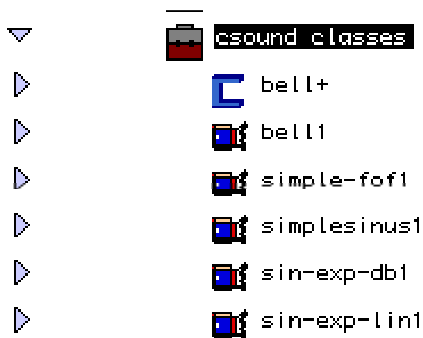 csound classes
bell+
bell1
simple-fof1
simplesinus1
sin-exp-db1
sin-exp-lin1